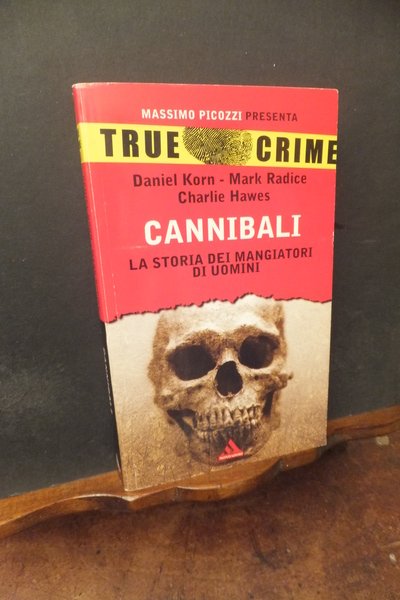 MASSIMO PICOZZI PRESENTA
TRUE CRIME
Daniel Korn - Mark Radice
Charlie Hawes
CANNIBALI
LA STORIA DEI MANGIATORI
DI UOMINI